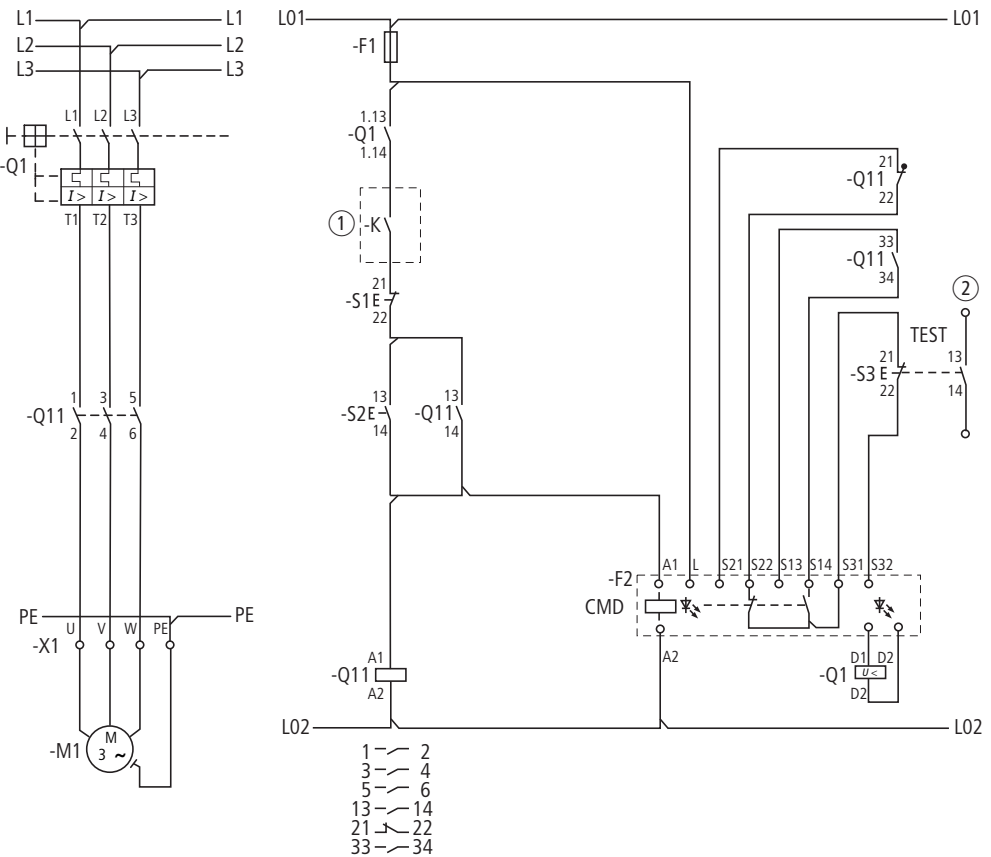 L1 L1
L2 L2
L3 L3
L1 L2 L3
-Q1
I > I > I >
T1 T2 T3
1 3 5
-Q11
2 4 6
PE PE
U V W PE
-X1
M
3 ~
-M1
L01 L01
-F1
1.13
-Q1
1.14
1 -K
21
-S1 E
22
13 13
-S2 E -Q11
14 14
A1
-Q11
A2
L02 L02
1 2
3 4
5 6
13 14
21 22
33 34
21
-Q11
22
33
-Q11
34
2
TEST
21 13
-S3 E
22 14
A1 L S21 S22 S13 S14 S31 S32
-F2
CMD
A2
D1 D2
-Q1 U <
D2